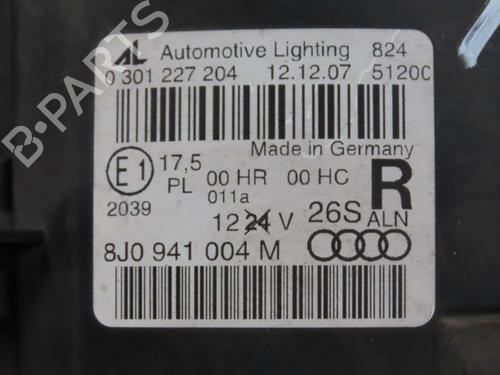 AL Automotive Lighting 824
0 301 227 204 12.12.07 5120C
Made in Germany
E1 17,5 00 HR 00 HC R
PL 011a
2039 12 24 V 26S ALN
8J0 941 004 M
B-PARTS